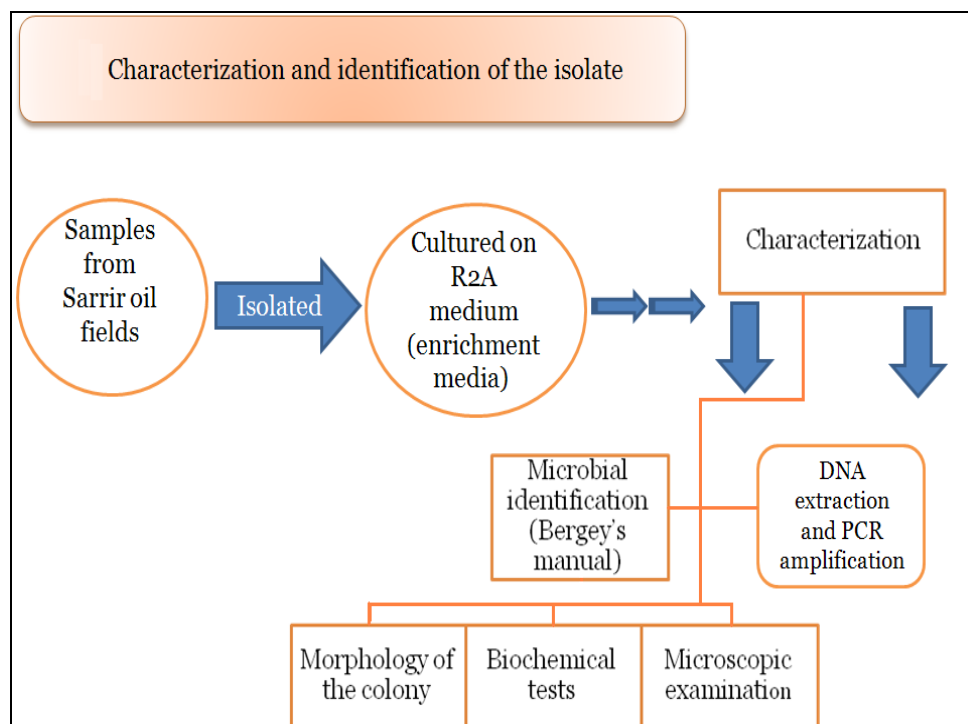 Characterization and identification of the isolate
Samples
from
Sarrir oil
fields
Isolated
Cultured on
R2A
medium
(enrichment
media)
Characterization
Microbial
identification
(Bergey's
manual)
DNA
extraction
and PCR
amplification
Morphology of
the colony
Biochemical
tests
Microscopic
examination